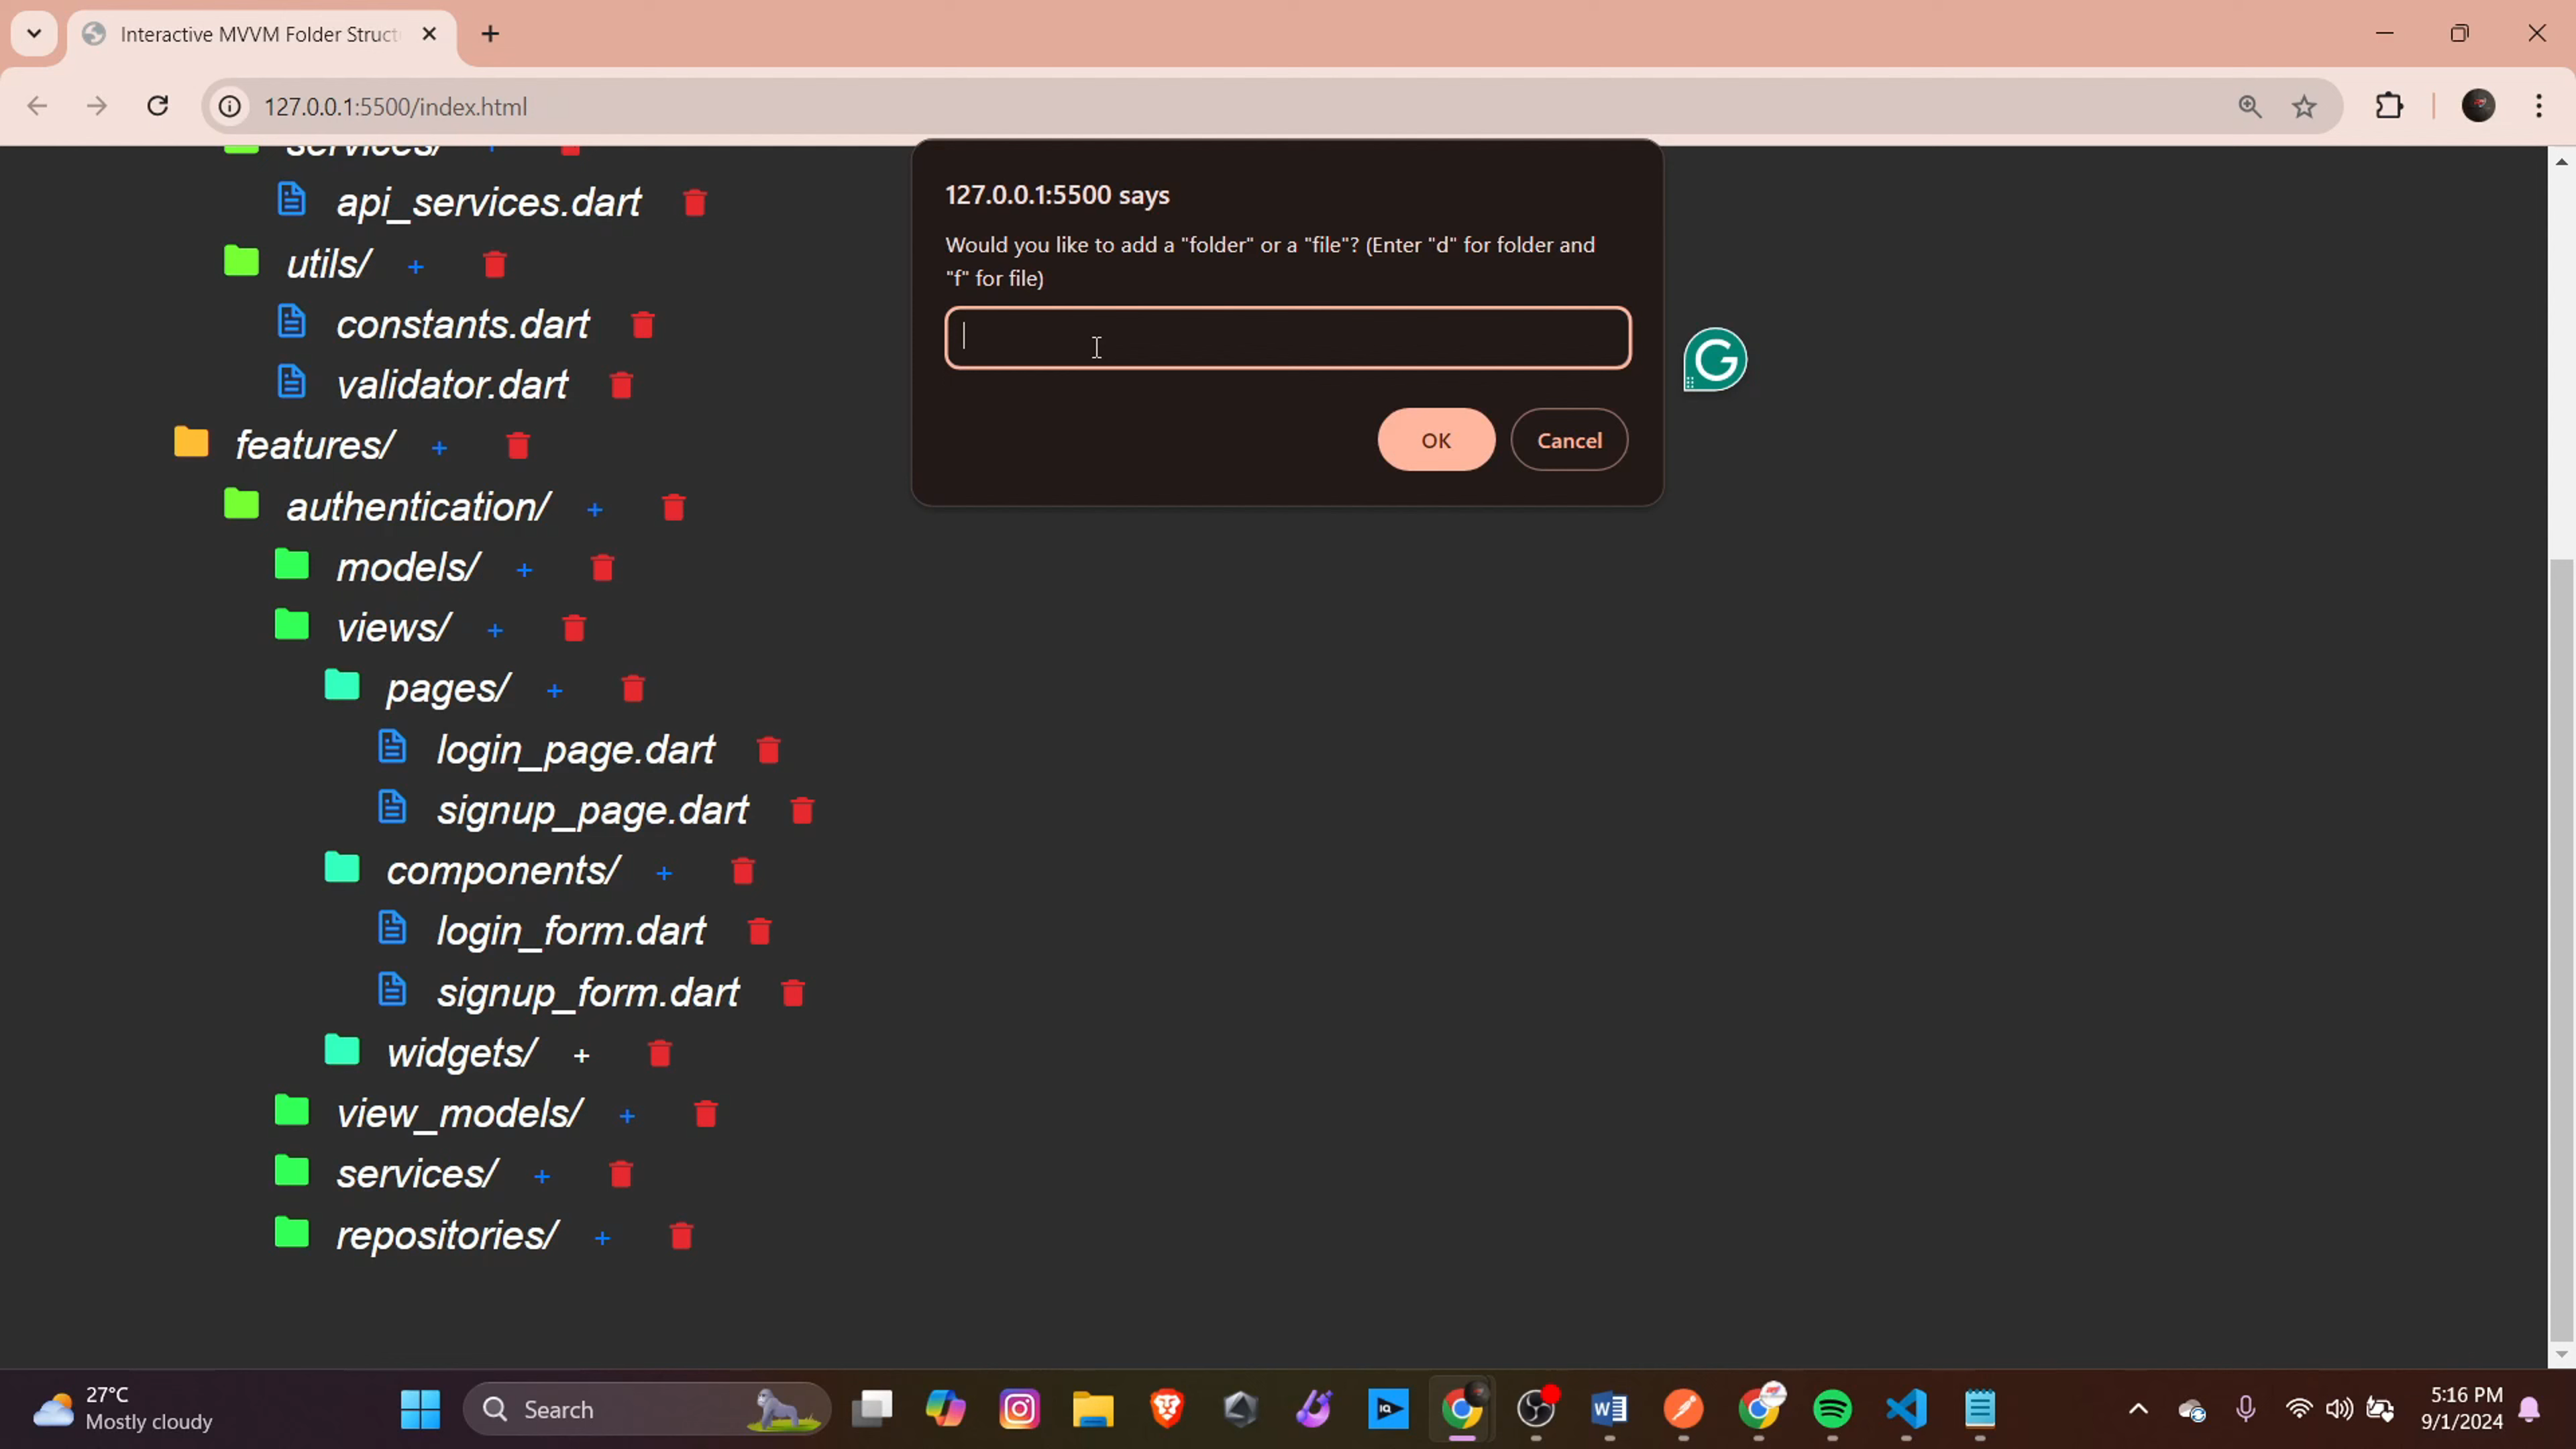 Interactive MVVM Folder Struct
127.0.0.1:5500/index.html
services/ +
api_services.dart
utils/ +
constants.dart
validator.dart
features/ +
authentication/ +
models/ +
views/ +
pages/ +
login_page.dart
signup_page.dart
components/ +
login_form.dart
signup_form.dart
widgets/ +
view_models/ +
services/ +
repositories/ +
127.0.0.1:5500 says
Would you like to add a "folder" or a "file"? (Enter "d" for folder and
"f" for file)
OK
Cancel
27°C
Mostly cloudy
Search
5:16 PM
9/1/2024